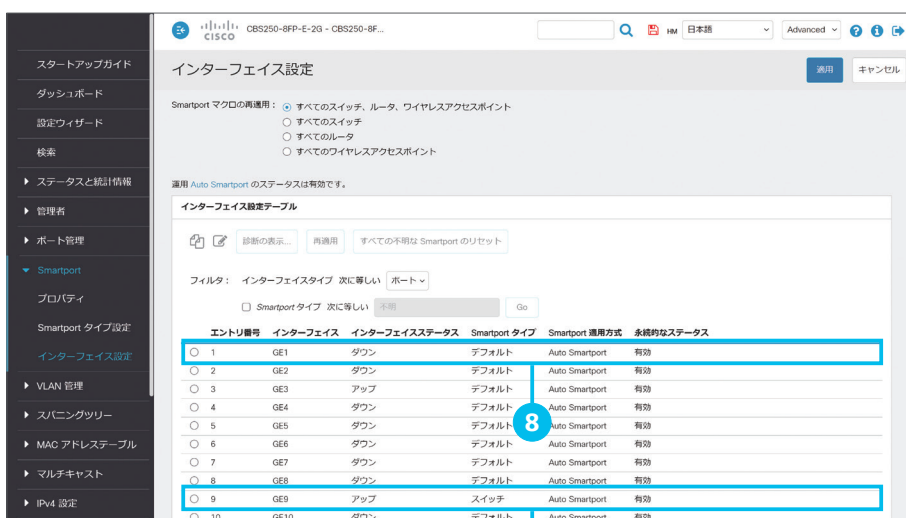 CISCO
CBS250-8FP-E-2G - CBS250-8F...
HM
日本語
Advanced
スタートアップガイド
ダッシュボード
設定ウィザード
検索
ステータスと統計情報
管理者
ポート管理
Smartport
プロパティ
Smartport タイプ設定
インターフェイス設定
VLAN 管理
スパニングツリー
MAC アドレステーブル
マルチキャスト
IPv4 設定
インターフェイス設定
適用
キャンセル
Smartport マクロの再適用：
すべてのスイッチ、ルータ、ワイヤレスアクセスポイント
すべてのスイッチ
すべてのルータ
すべてのワイヤレスアクセスポイント
運用 Auto Smartport のステータスは有効です。
インターフェイス設定テーブル
診断の表示... 再適用 すべての不明な Smartport のリセット
フィルタ： インターフェイスタイプ 次に等しい ポート
Smartport タイプ 次に等しい 不明 Go
エントリ番号 インターフェイス インターフェイスステータス Smartport タイプ Smartport 適用方式 永続的なステータス
1 GE1 ダウン デフォルト Auto Smartport 有効
2 GE2 ダウン デフォルト Auto Smartport 有効
3 GE3 アップ デフォルト Auto Smartport 有効
4 GE4 ダウン デフォルト Auto Smartport 有効
5 GE5 ダウン デフォルト Auto Smartport 有効
8
6 GE6 ダウン デフォルト Auto Smartport 有効
7 GE7 ダウン デフォルト Auto Smartport 有効
8 GE8 ダウン デフォルト Auto Smartport 有効
9 GE9 アップ スイッチ Auto Smartport 有効
10 GE10 ダウン デフォルト Auto Smartport 有効